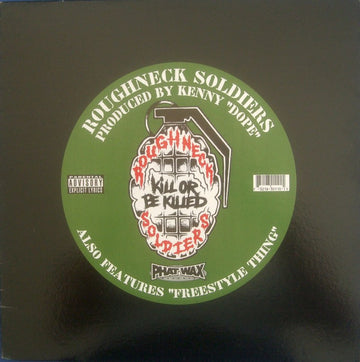 ROUGHNECK SOLDIERS
PRODUCED BY KENNY "DOPE"
ROUGHNECK
KILL OR
BE KILLED
SOLDIERS
PARENTAL
ADVISORY
EXPLICIT LYRICS
PHAT WAX
RECORDS
ALSO FEATURES "FREESTYLE THING"